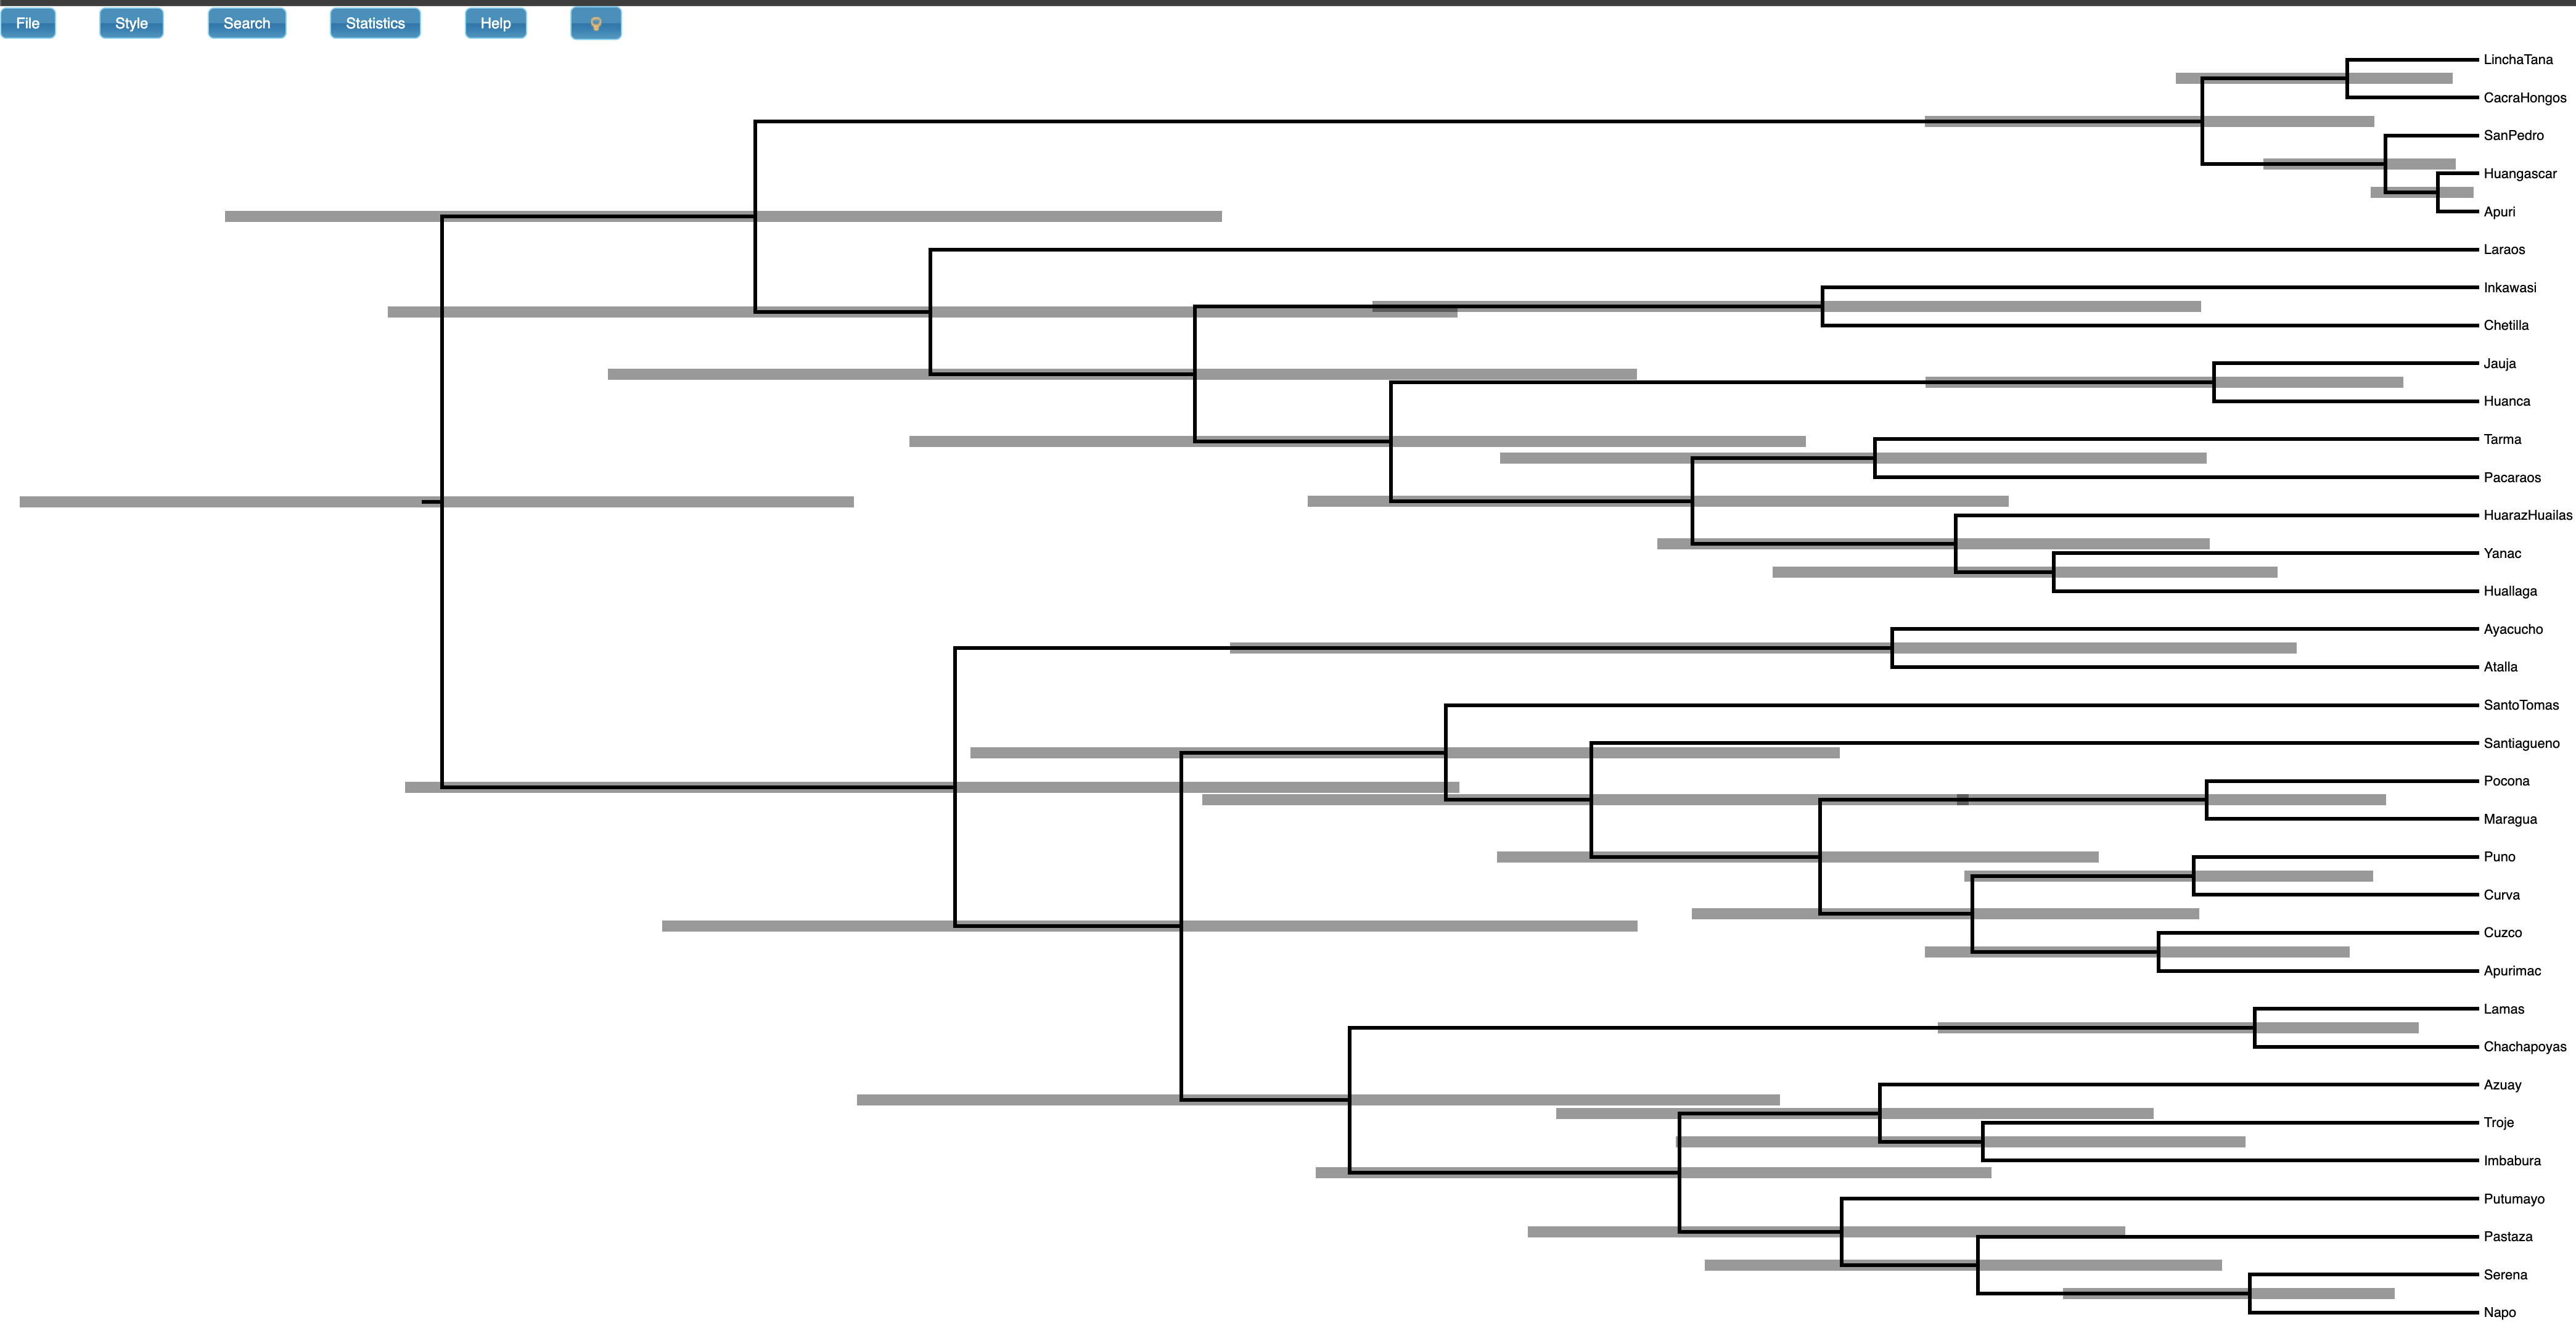 File Style Search Statistics Help
LinchaTana
CacraHongos
SanPedro
Huangascar
Apuri
Laraos
Inkawasi
Chetilla
Jauja
Huanca
Tarma
Pacaraos
HuarazHuailas
Yanac
Huallaga
Ayacucho
Atalla
SantoTomas
Santiagueno
Pocona
Maragua
Puno
Curva
Cuzco
Apurimac
Lamas
Chachapoyas
Azuay
Troje
Imbabura
Putumayo
Pastaza
Serena
Napo